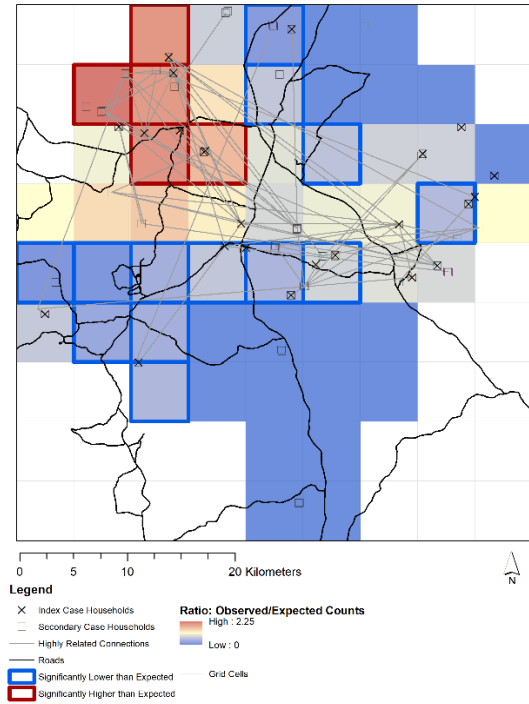 0 5 10 20 Kilometers
N
Legend
Index Case Households
Secondary Case Households
Highly Related Connections
Roads
Significantly Lower than Expected
Significantly Higher than Expected
Ratio: Observed/Expected Counts
High : 2.25
Low : 0
Grid Cells